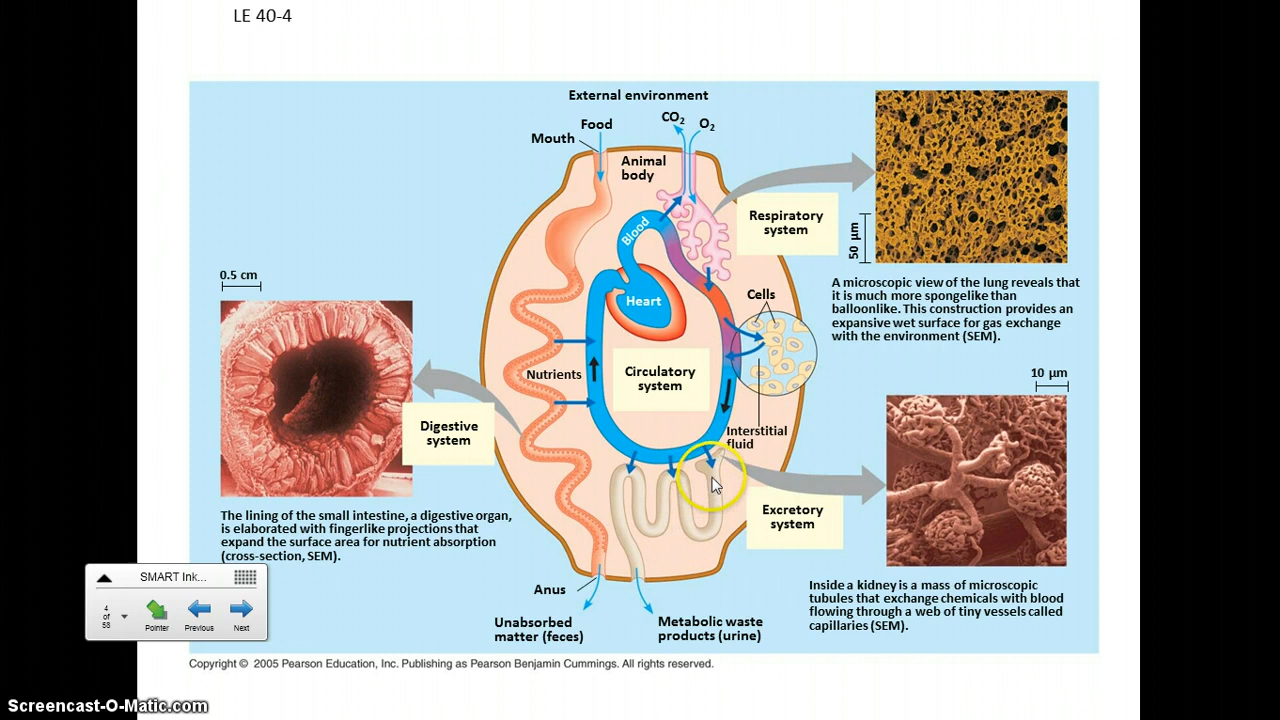 LE 40-4
External environment
CO2
O2
Food
Mouth
Animal
body
Respiratory
system
50 µm
Blood
A microscopic view of the lung reveals that
it is much more spongelike than
balloonlike. This construction provides an
expansive wet surface for gas exchange
with the environment (SEM).
0.5 cm
Heart
Cells
Nutrients
Circulatory
system
10 µm
Digestive
system
Interstitial
fluid
Excretory
system
The lining of the small intestine, a digestive organ,
is elaborated with fingerlike projections that
expand the surface area for nutrient absorption
(cross-section, SEM).
Anus
Unabsorbed
matter (feces)
Metabolic waste
products (urine)
Inside a kidney is a mass of microscopic
tubules that exchange chemicals with blood
flowing through a web of tiny vessels called
capillaries (SEM).
SMART Ink...
4
of
58
Pointer
Previous
Next
Copyright © 2005 Pearson Education, Inc. Publishing as Pearson Benjamin Cummings. All rights reserved.
Screencast-O-Matic.com